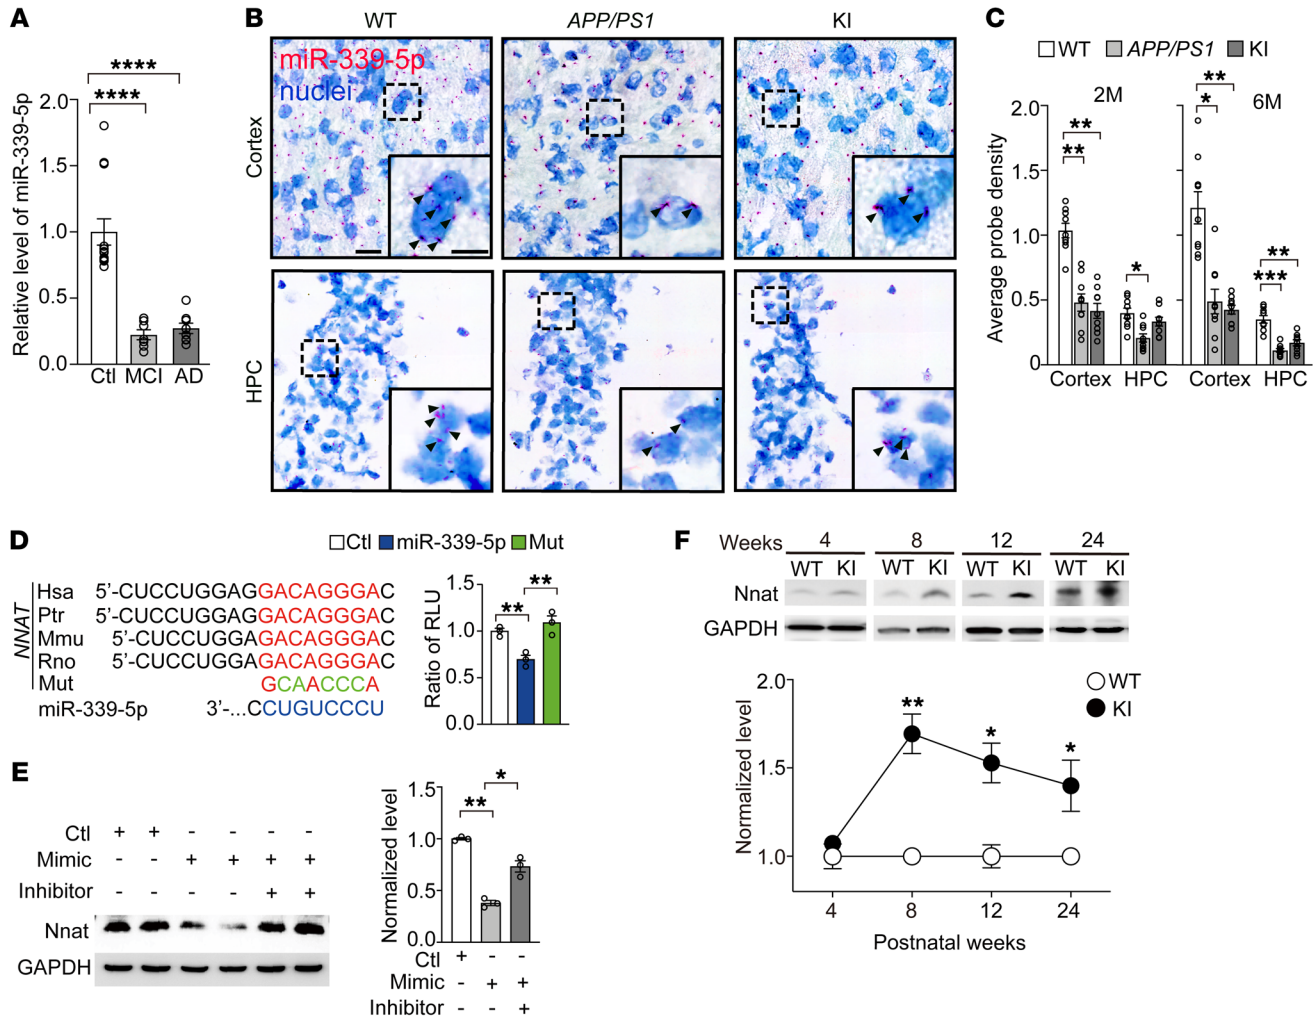 A
Relative level of miR-339-5p
****
****
2.0
1.5
1.0
0.5
0.0
Ctl MCI AD
B
WT APP/PS1 KI
miR-339-5p
nuclei
Cortex
HPC
C
WT APP/PS1 KI
Average probe density
2M
6M
2.0
1.5
1.0
0.5
0
**
**
*
**
*
**
***
Cortex HPC Cortex HPC
D
Ctl miR-339-5p Mut
NNAT
Hsa 5'-CUCCUGGAGGACAGGGAC
Ptr 5'-CUCCUGGAGGACAGGGAC
Mmu 5'-CUCCUGGAGACAGGGAC
Rno 5'-CUCCUGGAGACAGGGAC
Mut GCAACCCA
miR-339-5p 3'-...CCUGUCCCU
Ratio of RLU
1.5
1.0
0.5
0.0
**
**
E
Ctl + + - - - -
Mimic - - + + + +
Inhibitor - - - - + +
Nnat
GAPDH
Normalized level
1.5
1.0
0.5
0.0
*
**
Ctl + - -
Mimic - + +
Inhibitor - - +
F
Weeks 4 8 12 24
WT KI WT KI WT KI WT KI
Nnat
GAPDH
Normalized level
2.0
1.5
1.0
WT
KI
**
*
*
4 8 12 24
Postnatal weeks